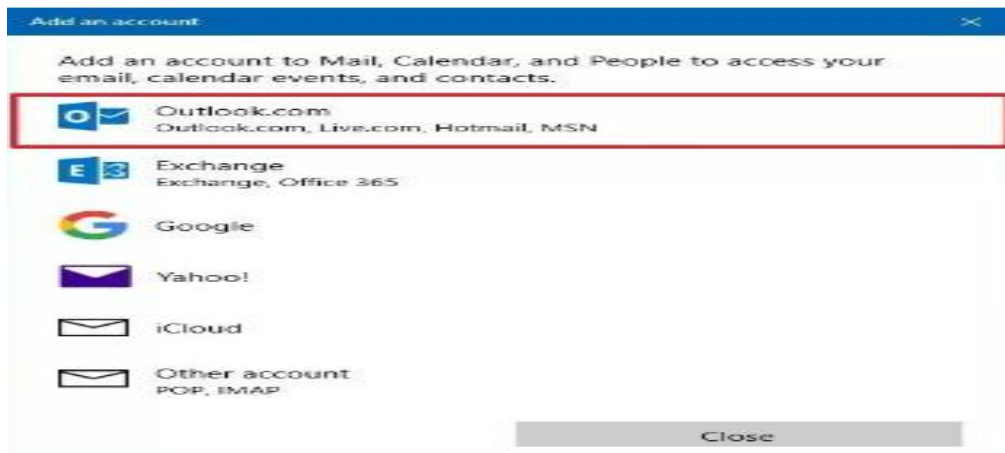 Add an account
Add an account to Mail, Calendar, and People to access your
email, calendar events, and contacts.
Outlook.com
Outlook.com, Live.com, Hotmail, MSN
Exchange
Exchange, Office 365
Google
Yahoo!
iCloud
Other account
POP, IMAP
Close